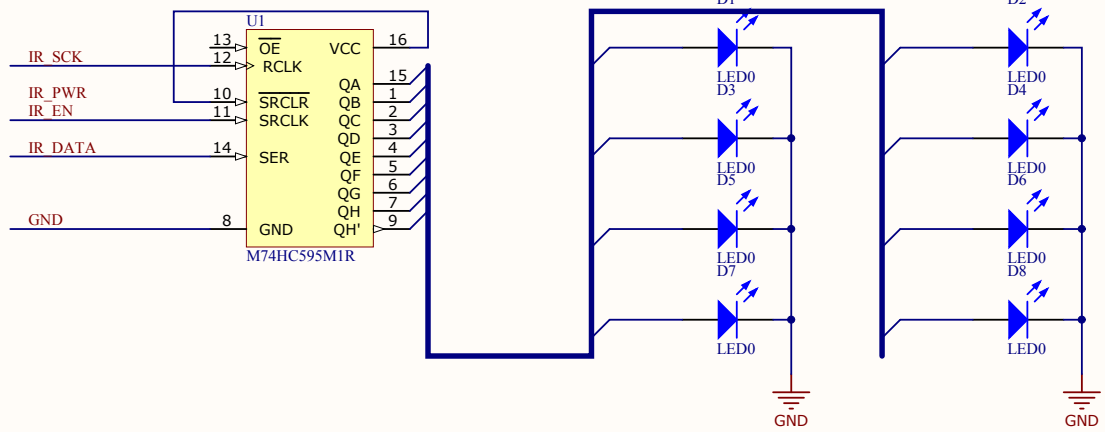 D1
D2
U1
13
OE
VCC
16
IR_SCK
12
RCLK
QA
15
IR_PWR
10
SRCLR
QB
1
IR_EN
11
SRCLK
QC
2
QD
3
IR_DATA
14
SER
QE
4
QF
5
QG
6
QH
7
GND
8
GND
QH'
9
M74HC595M1R
LED0
D3
LED0
D4
LED0
D5
LED0
D6
LED0
D7
LED0
D8
LED0
LED0
GND
GND